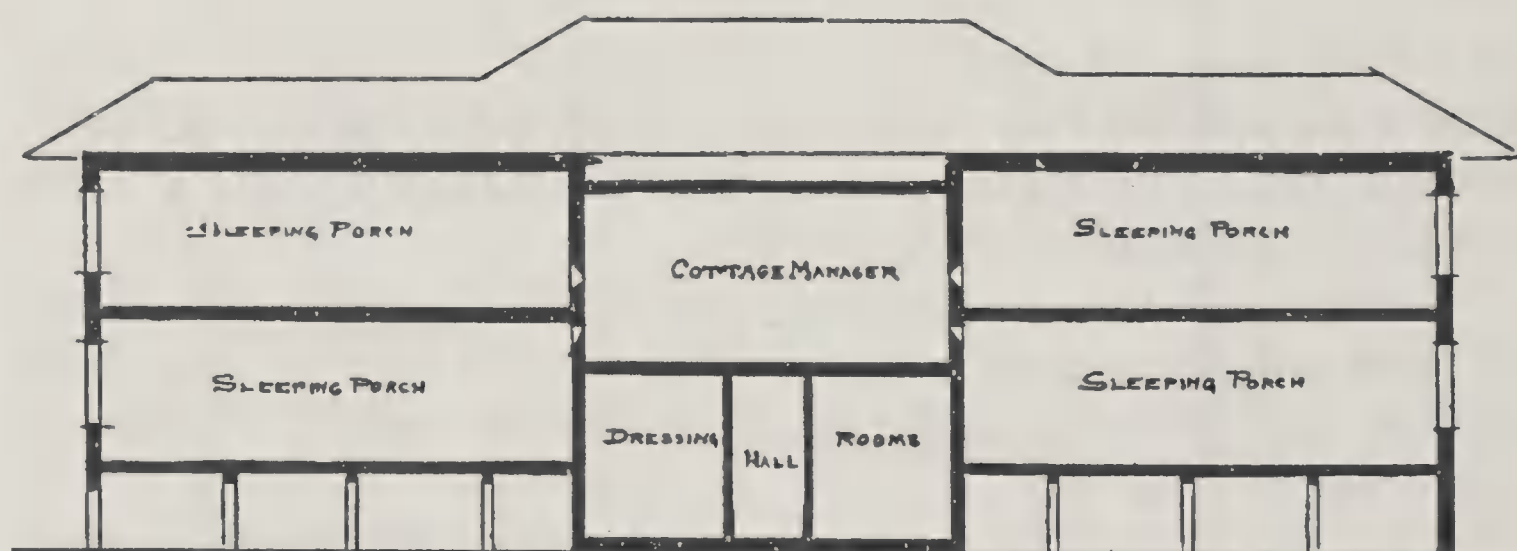 SLEEPING PORCH
SLEEPING PORCH
COTTAGE MANAGER
SLEEPING PORCH
SLEEPING PORCH
DRESSING
HALL
ROOMS